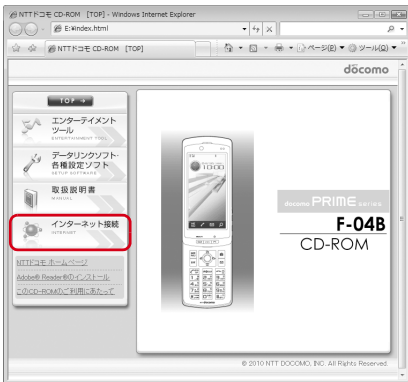 NTTドコモ CD-ROM [TOP] - Windows Internet Explorer
E:¥index.html
NTTドコモ CD-ROM [TOP]
ページ(P)
ツール(O)
döcomo
TOP
エンターテイメント
ツール
ENTERTAINMENT TOOL
データリンクソフト・
各種設定ソフト
SETUP SOFTWARE
取扱説明書
MANUAL
インターネット接続
INTERNET
NTTドコモ ホームページ
Adobe® Reader®のインストール
このCD-ROMのご利用にあたって
10:00
docomo PRIME series
F-04B
CD-ROM
© 2010 NTT DOCOMO, INC. All Rights Reserved.